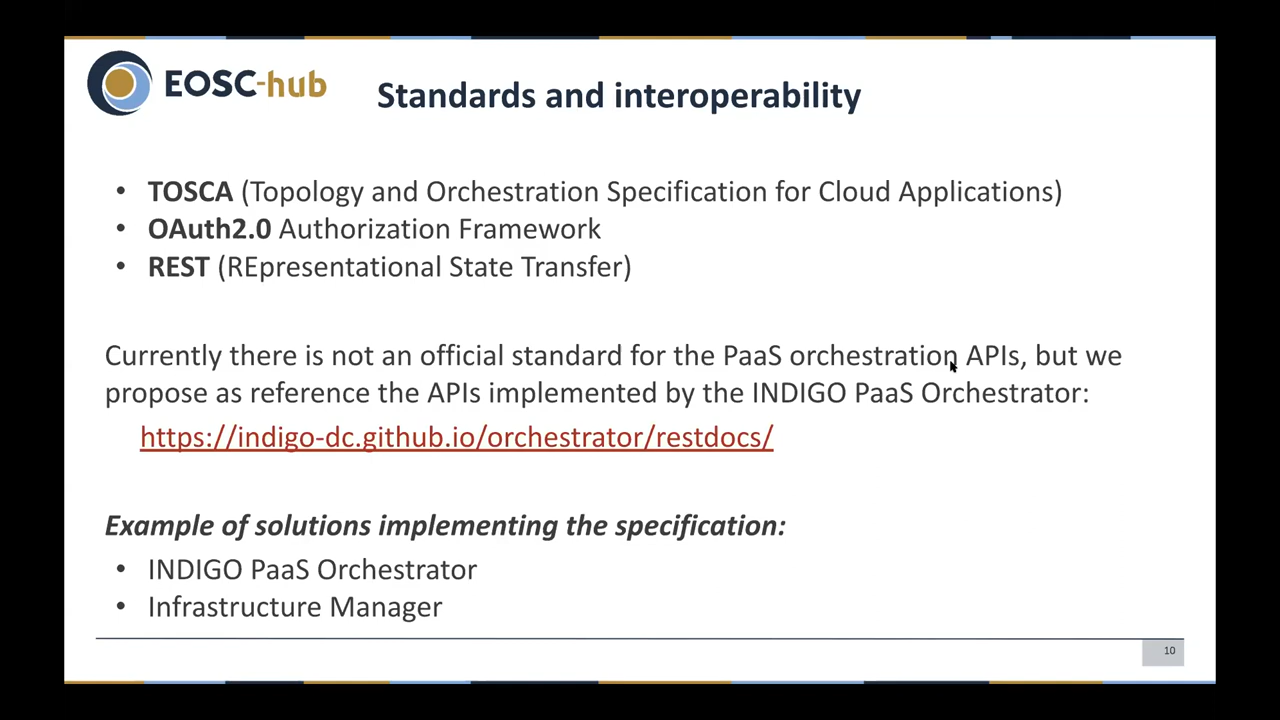 EOSC-hub
Standards and interoperability
• TOSCA (Topology and Orchestration Specification for Cloud Applications)
• OAuth2.0 Authorization Framework
• REST (REpresentational State Transfer)
Currently there is not an official standard for the PaaS orchestration APIs, but we
propose as reference the APIs implemented by the INDIGO PaaS Orchestrator:
https://indigo-dc.github.io/orchestrator/restdocs/
Example of solutions implementing the specification:
• INDIGO PaaS Orchestrator
• Infrastructure Manager
10